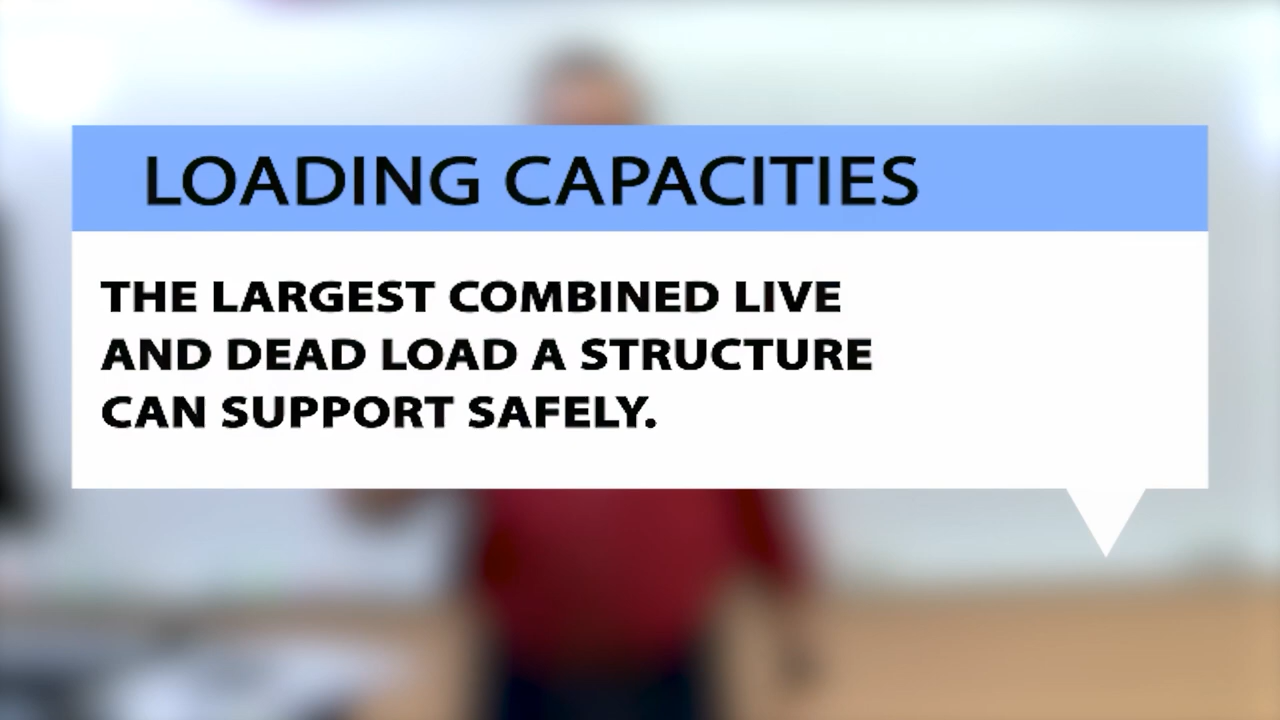 LOADING CAPACITIES
THE LARGEST COMBINED LIVE
AND DEAD LOAD A STRUCTURE
CAN SUPPORT SAFELY.